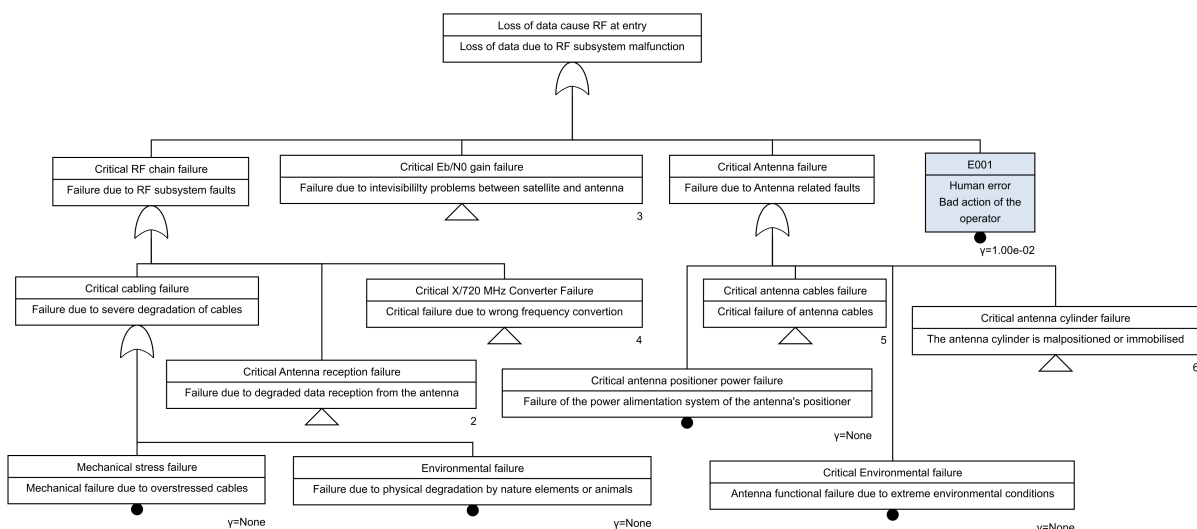 Loss of data cause RF at entry
Loss of data due to RF subsystem malfunction
Critical RF chain failure
Failure due to RF subsystem faults
Critical Eb/N0 gain failure
Failure due to intevisibililty problems between satellite and antenna
3
Critical Antenna failure
Failure due to Antenna related faults
E001
Human error
Bad action of the
operator
γ=1.00e-02
Critical cabling failure
Failure due to severe degradation of cables
Critical X/720 MHz Converter Failure
Critical failure due to wrong frequency convertion
4
Critical antenna cables failure
Critical failure of antenna cables
5
Critical antenna cylinder failure
The antenna cylinder is malpositioned or immobilised
6
Critical Antenna reception failure
Failure due to degraded data reception from the antenna
2
Critical antenna positioner power failure
Failure of the power alimentation system of the antenna's positioner
γ=None
Mechanical stress failure
Mechanical failure due to overstressed cables
γ=None
Environmental failure
Failure due to physical degradation by nature elements or animals
γ=None
Critical Environmental failure
Antenna functional failure due to extreme environmental conditions
γ=None